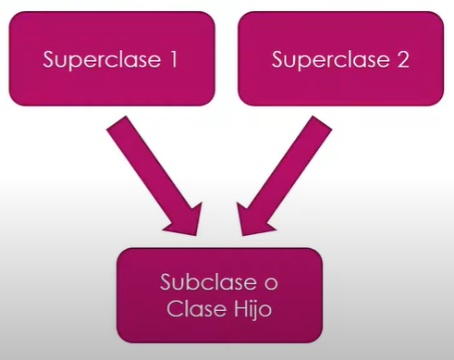 Superclase 1
Superclase 2
Subclase o
Clase Hijo